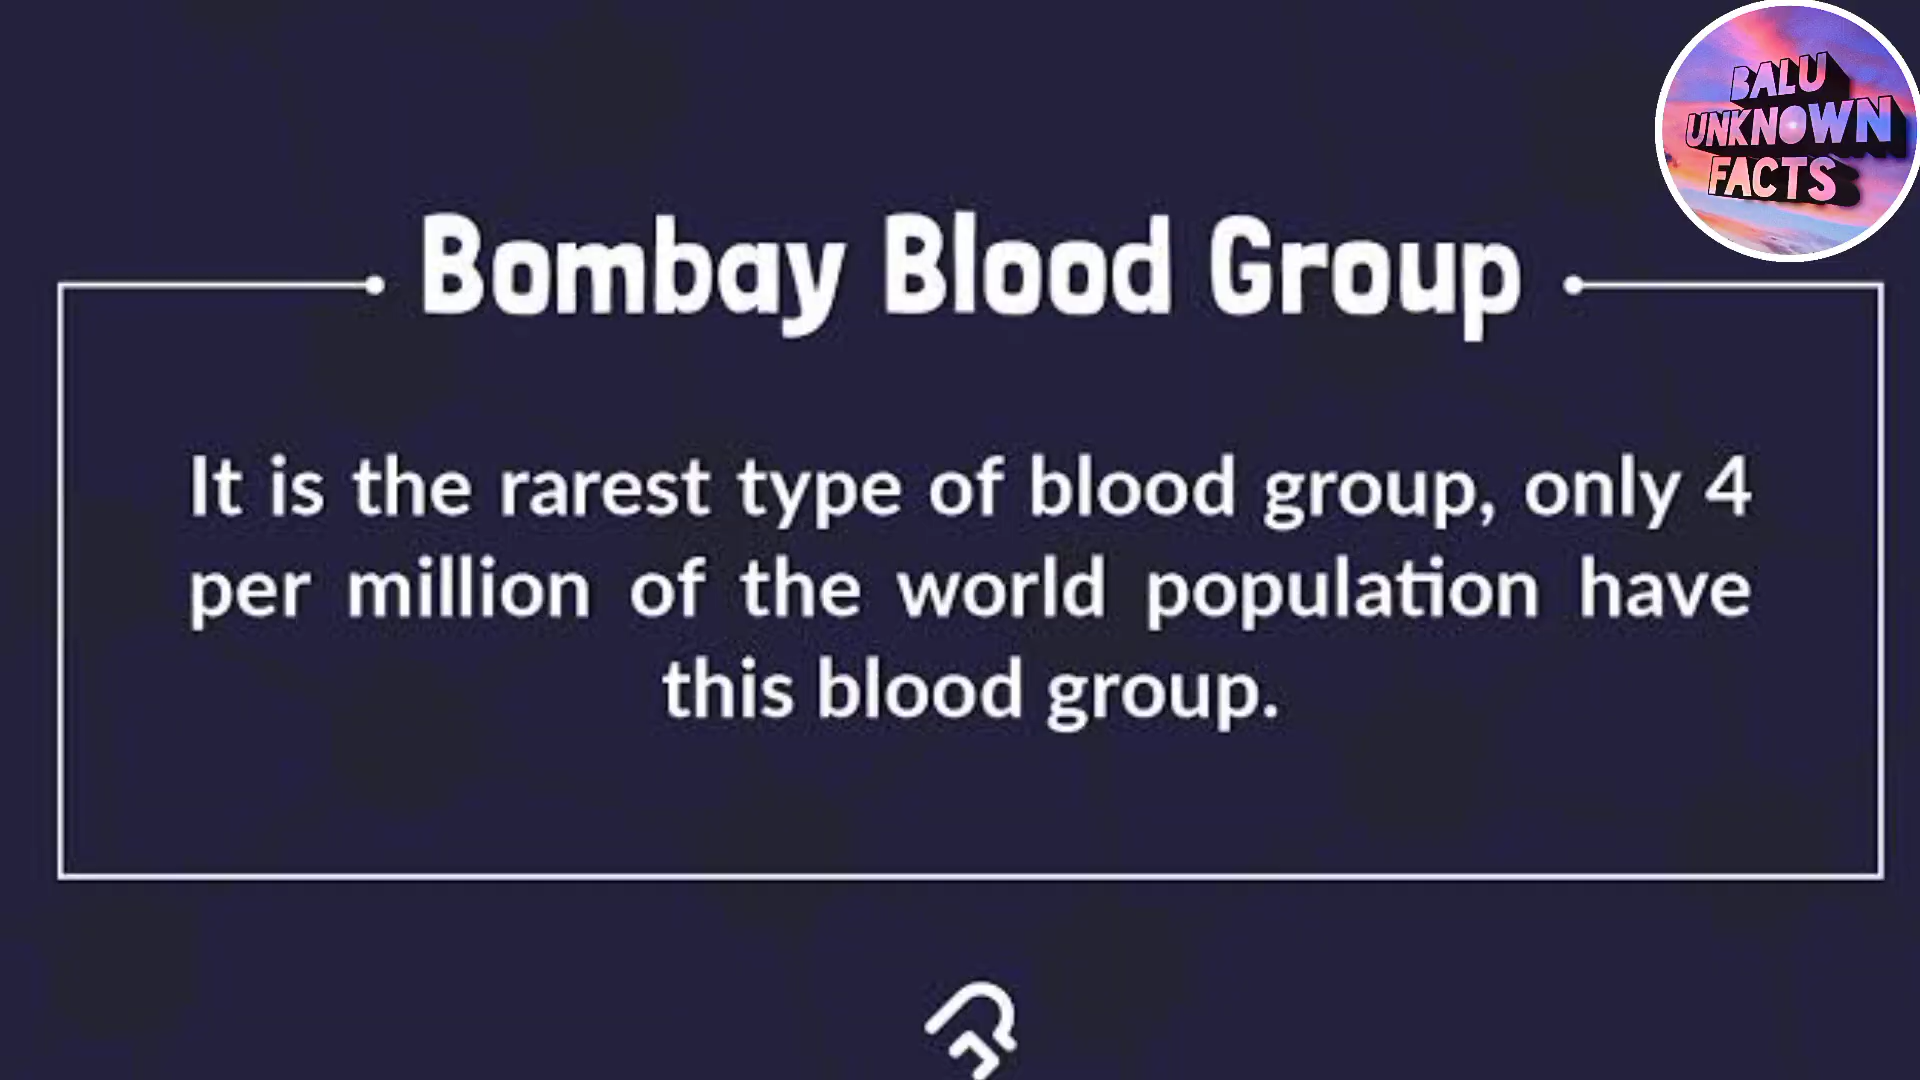 BALU
UNKNOWN
FACTS
Bombay Blood Group
It is the rarest type of blood group, only 4
per million of the world population have
this blood group.